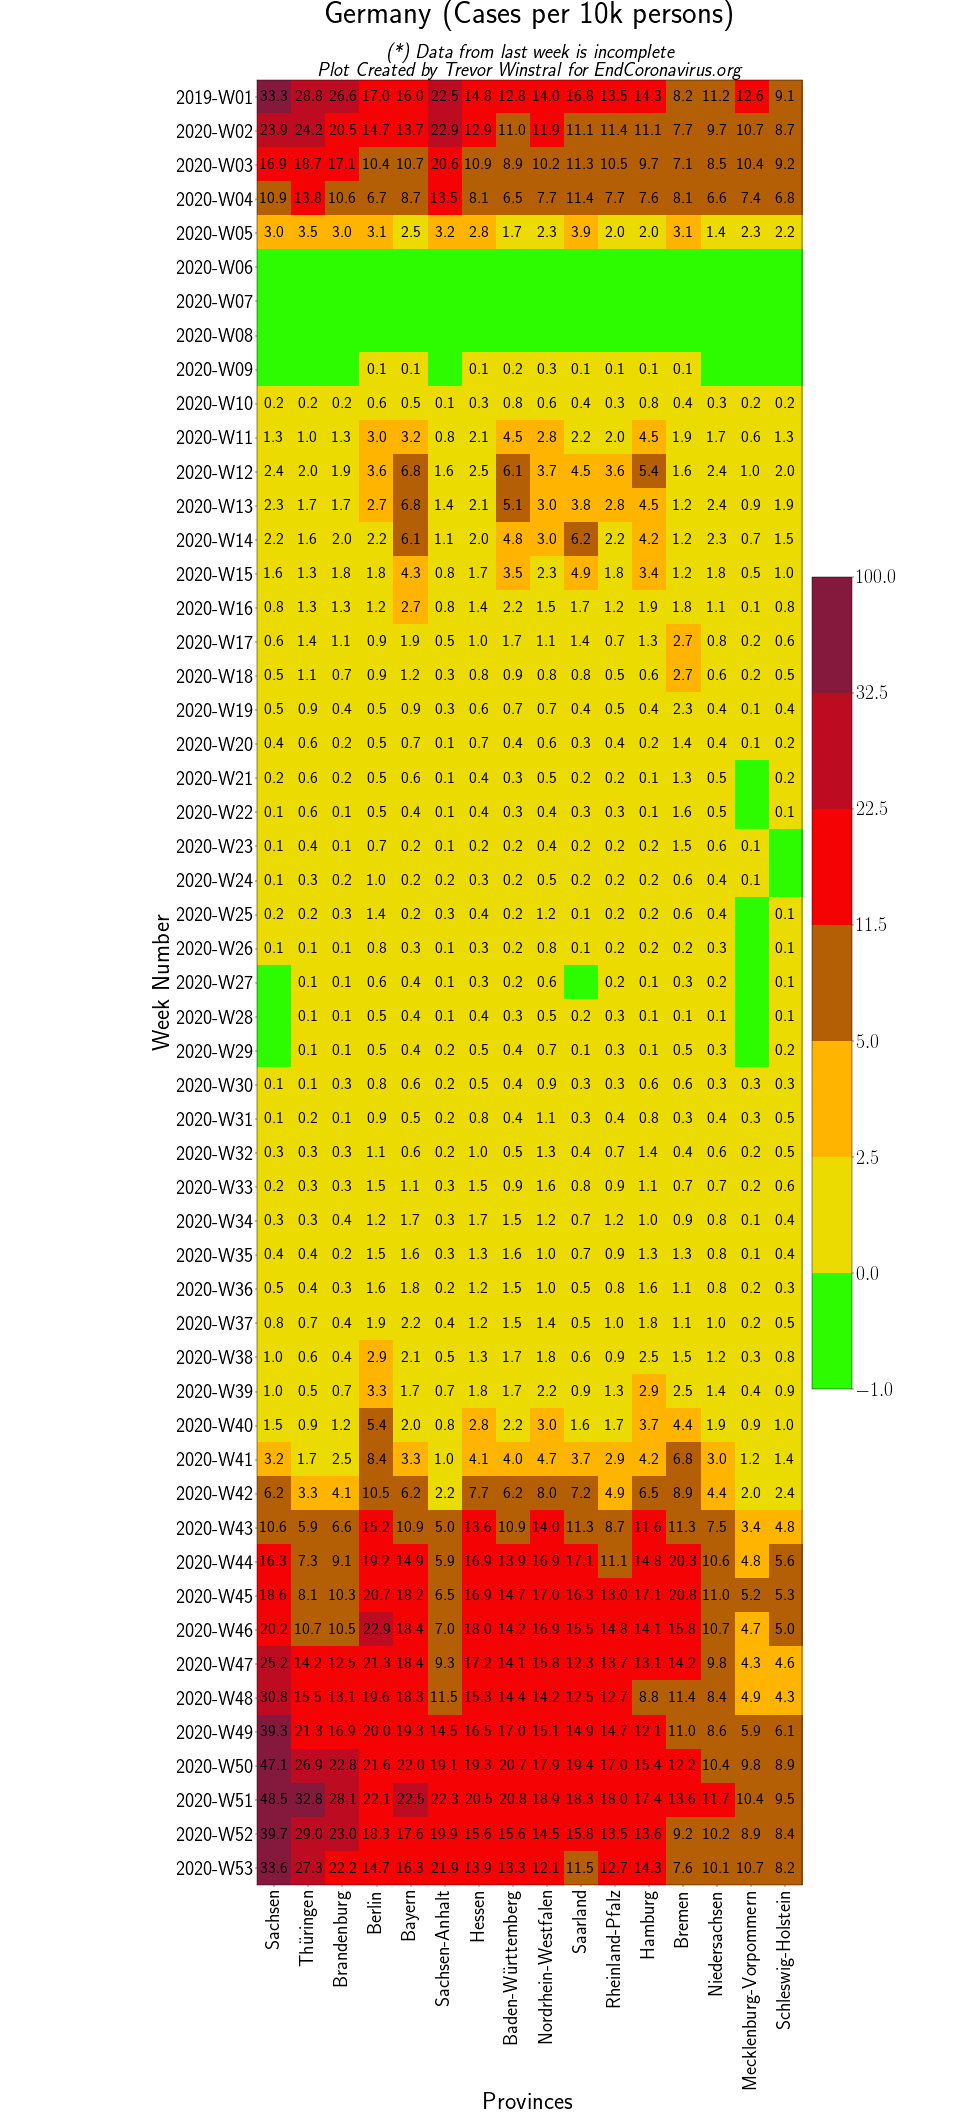 Germany (Cases per 10k persons)
(*) Data from last week is incomplete
Plot Created by Trevor Winstral for EndCoronavirus.org
2019-W01 33.3 28.8 26.6 17.0 16.0 22.5 14.8 12.8 14.0 16.8 13.5 14.3 8.2 11.2 12.6 9.1
2020-W02 23.9 24.2 20.5 14.7 13.7 22.9 12.9 11.0 11.9 11.1 11.4 11.1 7.7 9.7 10.7 8.7
2020-W03 16.9 18.7 17.1 10.4 10.7 20.6 10.9 8.9 10.2 11.3 10.5 9.7 7.1 8.5 10.4 9.2
2020-W04 10.9 13.8 10.6 6.7 8.7 13.5 8.1 6.5 7.7 11.4 7.7 7.6 8.1 6.6 7.4 6.8
2020-W05 3.0 3.5 3.0 3.1 2.5 3.2 2.8 1.7 2.3 3.9 2.0 2.0 3.1 1.4 2.3 2.2
2020-W06
2020-W07
2020-W08
2020-W09 0.1 0.1 0.1 0.2 0.3 0.1 0.1 0.1 0.1
2020-W10 0.2 0.2 0.2 0.6 0.5 0.1 0.3 0.8 0.6 0.4 0.3 0.8 0.4 0.3 0.2 0.2
2020-W11 1.3 1.0 1.3 3.0 3.2 0.8 2.1 4.5 2.8 2.2 2.0 4.5 1.9 1.7 0.6 1.3
2020-W12 2.4 2.0 1.9 3.6 6.8 1.6 2.5 6.1 3.7 4.5 3.6 5.4 1.6 2.4 1.0 2.0
2020-W13 2.3 1.7 1.7 2.7 6.8 1.4 2.1 5.1 3.0 3.8 2.8 4.5 1.2 2.4 0.9 1.9
2020-W14 2.2 1.6 2.0 2.2 6.1 1.1 2.0 4.8 3.0 6.2 2.2 4.2 1.2 2.3 0.7 1.5
2020-W15 1.6 1.3 1.8 1.8 4.3 0.8 1.7 3.5 2.3 4.9 1.8 3.4 1.2 1.8 0.5 1.0
2020-W16 0.8 1.3 1.3 1.2 2.7 0.8 1.4 2.2 1.5 1.7 1.2 1.9 1.8 1.1 0.1 0.8
2020-W17 0.6 1.4 1.1 0.9 1.9 0.5 1.0 1.7 1.1 1.4 0.7 1.3 2.7 0.8 0.2 0.6
2020-W18 0.5 1.1 0.7 0.9 1.2 0.3 0.8 0.9 0.8 0.8 0.5 0.6 2.7 0.6 0.2 0.5
2020-W19 0.5 0.9 0.4 0.5 0.9 0.3 0.6 0.7 0.7 0.4 0.5 0.4 2.3 0.4 0.1 0.4
2020-W20 0.4 0.6 0.2 0.5 0.7 0.1 0.7 0.4 0.6 0.3 0.4 0.2 1.4 0.4 0.1 0.2
2020-W21 0.2 0.6 0.2 0.5 0.6 0.1 0.4 0.3 0.5 0.2 0.2 0.1 1.3 0.5 0.2
2020-W22 0.1 0.6 0.1 0.5 0.4 0.1 0.4 0.3 0.4 0.3 0.3 0.1 1.6 0.5 0.1
2020-W23 0.1 0.4 0.1 0.7 0.2 0.1 0.2 0.2 0.4 0.2 0.2 0.2 1.5 0.6 0.1
2020-W24 0.1 0.3 0.2 1.0 0.2 0.2 0.3 0.2 0.5 0.2 0.2 0.2 0.6 0.4 0.1
2020-W25 0.2 0.2 0.3 1.4 0.2 0.3 0.4 0.2 1.2 0.1 0.2 0.2 0.6 0.4 0.1
2020-W26 0.1 0.1 0.1 0.8 0.3 0.1 0.3 0.2 0.8 0.1 0.2 0.2 0.2 0.3 0.1
2020-W27 0.1 0.1 0.6 0.4 0.1 0.3 0.2 0.6 0.2 0.1 0.3 0.2 0.1
2020-W28 0.1 0.1 0.5 0.4 0.1 0.4 0.3 0.5 0.2 0.3 0.1 0.1 0.1 0.1
2020-W29 0.1 0.1 0.5 0.4 0.2 0.5 0.4 0.7 0.1 0.3 0.1 0.5 0.3 0.2
2020-W30 0.1 0.1 0.3 0.8 0.6 0.2 0.5 0.4 0.9 0.3 0.3 0.6 0.6 0.3 0.3 0.3
2020-W31 0.1 0.2 0.1 0.9 0.5 0.2 0.8 0.4 1.1 0.3 0.4 0.8 0.3 0.4 0.3 0.5
2020-W32 0.3 0.3 0.3 1.1 0.6 0.2 1.0 0.5 1.3 0.4 0.7 1.4 0.4 0.6 0.2 0.5
2020-W33 0.2 0.3 0.3 1.5 1.1 0.3 1.5 0.9 1.6 0.8 0.9 1.1 0.7 0.7 0.2 0.6
2020-W34 0.3 0.3 0.4 1.2 1.7 0.3 1.7 1.5 1.2 0.7 1.2 1.0 0.9 0.8 0.1 0.4
2020-W35 0.4 0.4 0.2 1.5 1.6 0.3 1.3 1.6 1.0 0.7 0.9 1.3 1.3 0.8 0.1 0.4
2020-W36 0.5 0.4 0.3 1.6 1.8 0.2 1.2 1.5 1.0 0.5 0.8 1.6 1.1 0.8 0.2 0.3
2020-W37 0.8 0.7 0.4 1.9 2.2 0.4 1.2 1.5 1.4 0.5 1.0 1.8 1.1 1.0 0.2 0.5
2020-W38 1.0 0.6 0.4 2.9 2.1 0.5 1.3 1.7 1.8 0.6 0.9 2.5 1.5 1.2 0.3 0.8
2020-W39 1.0 0.5 0.7 3.3 1.7 0.7 1.8 1.7 2.2 0.9 1.3 2.9 2.5 1.4 0.4 0.9
2020-W40 1.5 0.9 1.2 5.4 2.0 0.8 2.8 2.2 3.0 1.6 1.7 3.7 4.4 1.9 0.9 1.0
2020-W41 3.2 1.7 2.5 8.4 3.3 1.0 4.1 4.0 4.7 3.7 2.9 4.2 6.8 3.0 1.2 1.4
2020-W42 6.2 3.3 4.1 10.5 6.2 2.2 7.7 6.2 8.0 7.2 4.9 6.5 8.9 4.4 2.0 2.4
2020-W43 10.6 5.9 6.6 15.2 10.9 5.0 13.6 10.9 14.0 11.3 8.7 11.6 11.3 7.5 3.4 4.8
2020-W44 16.3 7.3 9.1 19.2 14.9 5.9 16.9 13.9 16.9 17.1 11.1 14.8 20.3 10.6 4.8 5.6
2020-W45 18.6 8.1 10.3 20.7 18.2 6.5 16.9 14.7 17.0 16.3 13.0 17.1 20.8 11.0 5.2 5.3
2020-W46 20.2 10.7 10.5 22.9 18.4 7.0 18.0 14.2 16.9 15.5 14.8 14.1 15.8 10.7 4.7 5.0
2020-W47 25.2 14.2 12.5 21.3 18.4 9.3 17.2 14.1 15.8 12.3 13.7 13.1 14.2 9.8 4.3 4.6
2020-W48 30.8 15.5 13.1 19.6 18.3 11.5 15.3 14.4 14.2 12.5 12.7 8.8 11.4 8.4 4.9 4.3
2020-W49 39.3 21.3 16.9 20.0 19.3 14.5 16.5 17.0 15.1 14.9 14.7 12.1 11.0 8.6 5.9 6.1
2020-W50 47.1 26.9 22.8 21.6 22.0 19.1 19.3 20.7 17.9 19.4 17.0 15.4 12.2 10.4 9.8 8.9
2020-W51 48.5 32.8 28.1 22.1 22.5 22.3 20.5 20.8 18.9 18.3 18.0 17.4 13.6 11.7 10.4 9.5
2020-W52 39.7 29.0 23.0 18.3 17.6 19.9 15.6 15.6 14.5 15.8 13.5 13.6 9.2 10.2 8.9 8.4
2020-W53 33.6 27.3 22.2 14.7 16.3 21.9 13.9 13.3 12.1 11.5 12.7 14.3 7.6 10.1 10.7 8.2
Week Number
Sachsen
Thüringen
Brandenburg
Berlin
Bayern
Sachsen-Anhalt
Hessen
Baden-Württemberg
Nordrhein-Westfalen
Saarland
Rheinland-Pfalz
Hamburg
Bremen
Niedersachsen
Mecklenburg-Vorpommern
Schleswig-Holstein
Provinces
100.0
32.5
22.5
11.5
5.0
2.5
0.0
−1.0